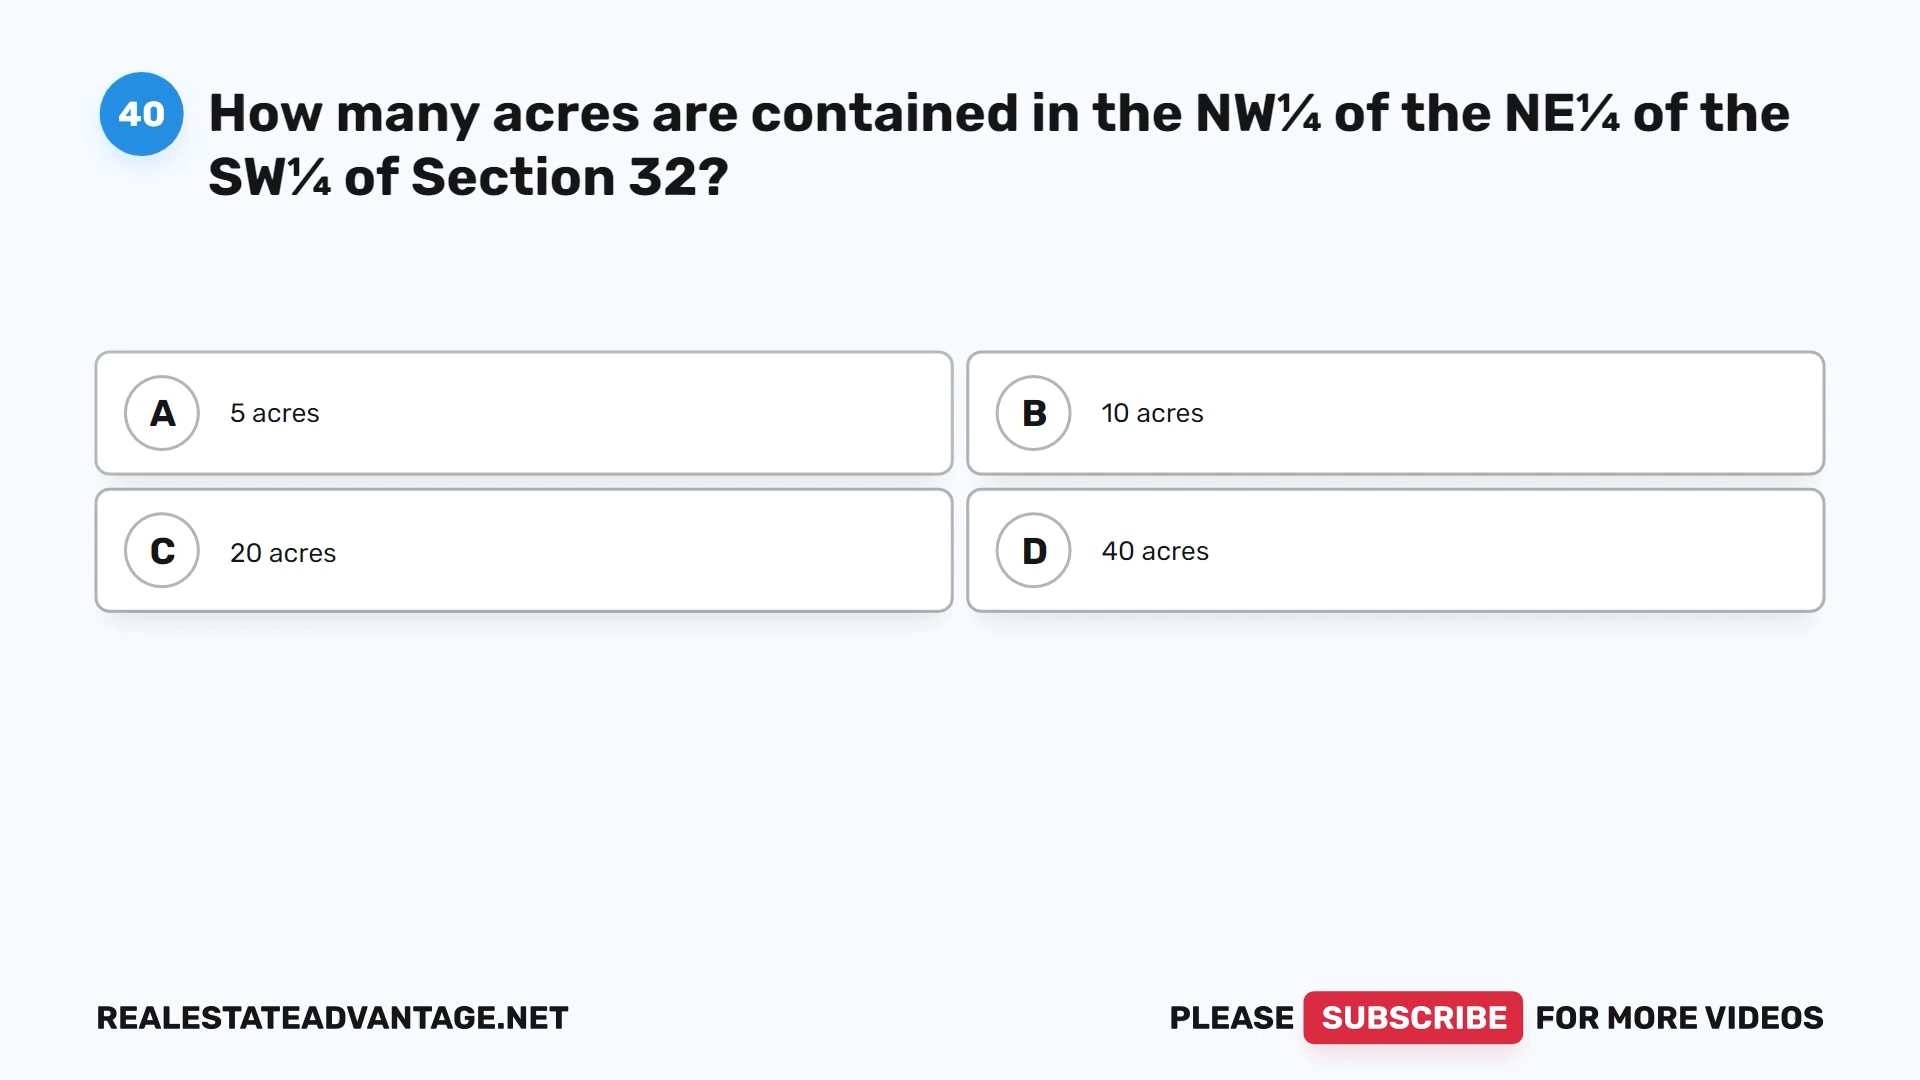 40
How many acres are contained in the NW¼ of the NE¼ of the
SW¼ of Section 32?
A 5 acres
B 10 acres
C 20 acres
D 40 acres
REALESTATEADVANTAGE.NET
PLEASE SUBSCRIBE FOR MORE VIDEOS